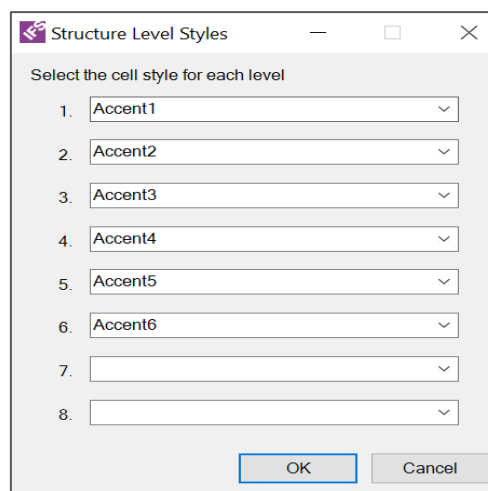 Structure Level Styles
Select the cell style for each level
1. Accent1
2. Accent2
3. Accent3
4. Accent4
5. Accent5
6. Accent6
7.
8.
OK Cancel